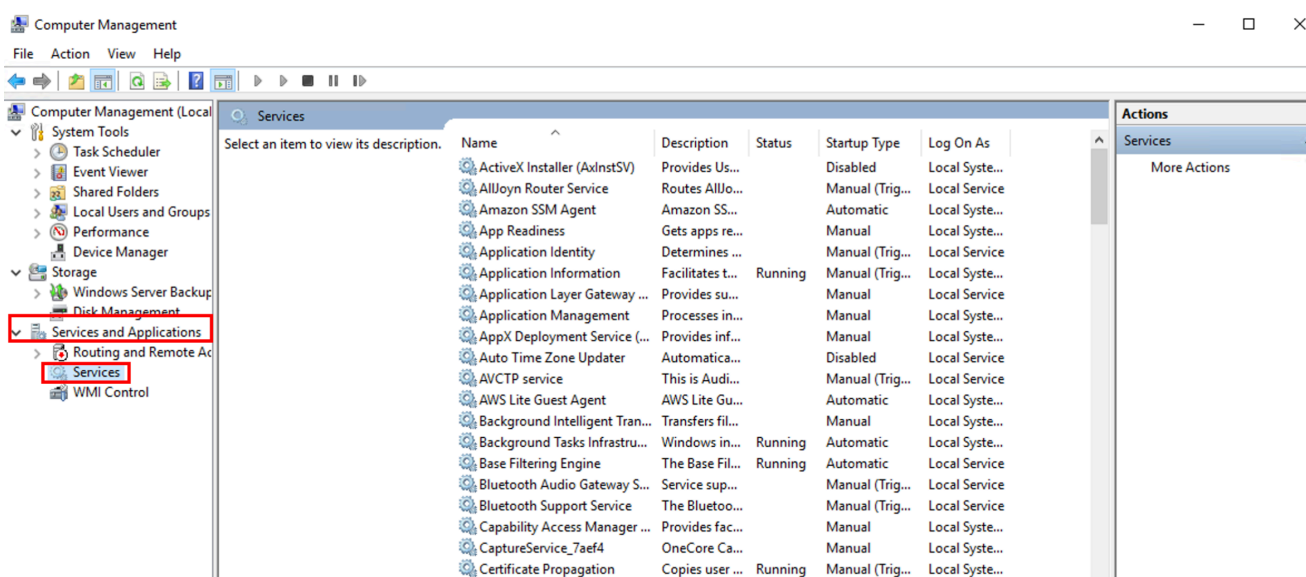 Computer Management
File Action View Help
Computer Management (Local
System Tools
Task Scheduler
Event Viewer
Shared Folders
Local Users and Groups
Performance
Device Manager
Storage
Windows Server Backup
Disk Management
Services and Applications
Routing and Remote Ac
Services
WMI Control
Services
Select an item to view its description.
Name Description Status Startup Type Log On As
ActiveX Installer (AxInstSV) Provides Us... Disabled Local Syste...
AllJoyn Router Service Routes AllJo... Manual (Trig... Local Service
Amazon SSM Agent Amazon SS... Automatic Local Syste...
App Readiness Gets apps re... Manual Local Syste...
Application Identity Determines ... Manual (Trig... Local Service
Application Information Facilitates t... Running Manual (Trig... Local Syste...
Application Layer Gateway ... Provides su... Manual Local Service
Application Management Processes in... Manual Local Syste...
AppX Deployment Service (... Provides inf... Manual Local Syste...
Auto Time Zone Updater Automatica... Disabled Local Service
AVCTP service This is Audi... Manual (Trig... Local Service
AWS Lite Guest Agent AWS Lite Gu... Automatic Local Syste...
Background Intelligent Tran... Transfers fil... Manual Local Syste...
Background Tasks Infrastru... Windows in... Running Automatic Local Syste...
Base Filtering Engine The Base Fil... Running Automatic Local Service
Bluetooth Audio Gateway S... Service sup... Manual (Trig... Local Service
Bluetooth Support Service The Bluetoo... Manual (Trig... Local Service
Capability Access Manager ... Provides fac... Manual Local Syste...
CaptureService_7aef4 OneCore Ca... Manual Local Syste...
Certificate Propagation Copies user ... Running Manual (Trig... Local Syste...
Actions
Services
More Actions